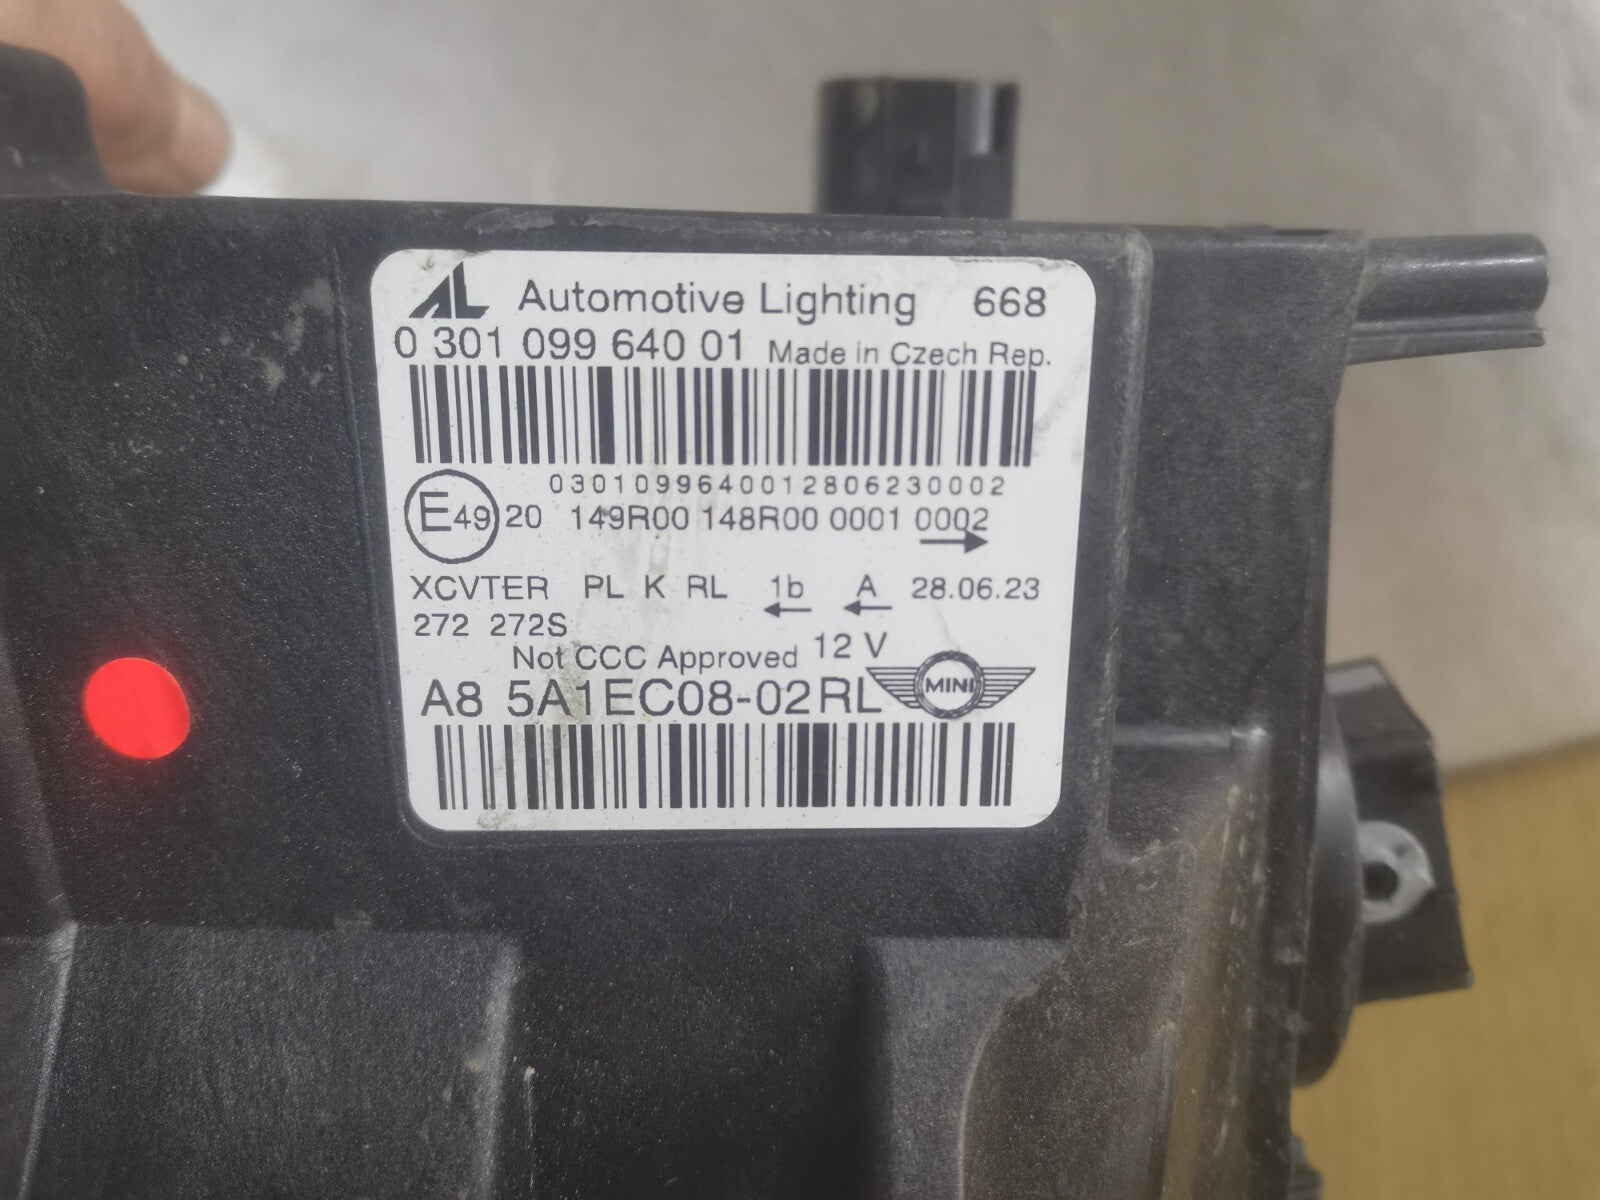 AL Automotive Lighting 668
0 301 099 640 01 Made in Czech Rep.
0301099640012806230002
E49 20 149R00 148R00 0001 0002
XCVTER PL K RL 1b A 28.06.23
272 272S
Not CCC Approved 12 V
A8 5A1EC08-02RL MINI